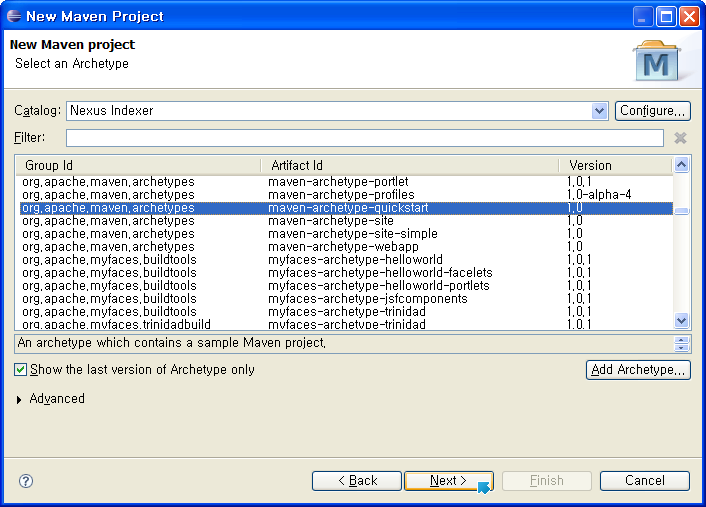 New Maven Project
New Maven project
Select an Archetype
M
Catalog: Nexus Indexer Configure...
Filter:
Group Id Artifact Id Version
org.apache.maven.archetypes maven-archetype-portlet 1.0.1
org.apache.maven.archetypes maven-archetype-profiles 1.0-alpha-4
org.apache.maven.archetypes maven-archetype-quickstart 1.0
org.apache.maven.archetypes maven-archetype-site 1.0
org.apache.maven.archetypes maven-archetype-site-simple 1.0
org.apache.maven.archetypes maven-archetype-webapp 1.0
org.apache.myfaces.buildtools myfaces-archetype-helloworld 1.0.1
org.apache.myfaces.buildtools myfaces-archetype-helloworld-facelets 1.0.1
org.apache.myfaces.buildtools myfaces-archetype-helloworld-portlets 1.0.1
org.apache.myfaces.buildtools myfaces-archetype-jsfcomponents 1.0.1
org.apache.myfaces.buildtools myfaces-archetype-trinidad 1.0.1
org.apache.myfaces.trinidadbuild myfaces-archetype-trinidad 1.0.1
An archetype which contains a sample Maven project.
Show the last version of Archetype only Add Archetype...
Advanced
? < Back Next > Finish Cancel